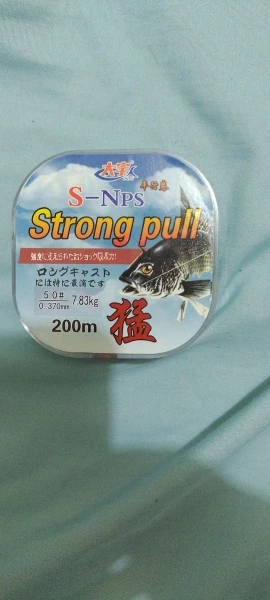 S-NPS
Strong pull
ロングキャスト
には特に最適です
5.0#
0.370mm 7.83kg
200m
猛